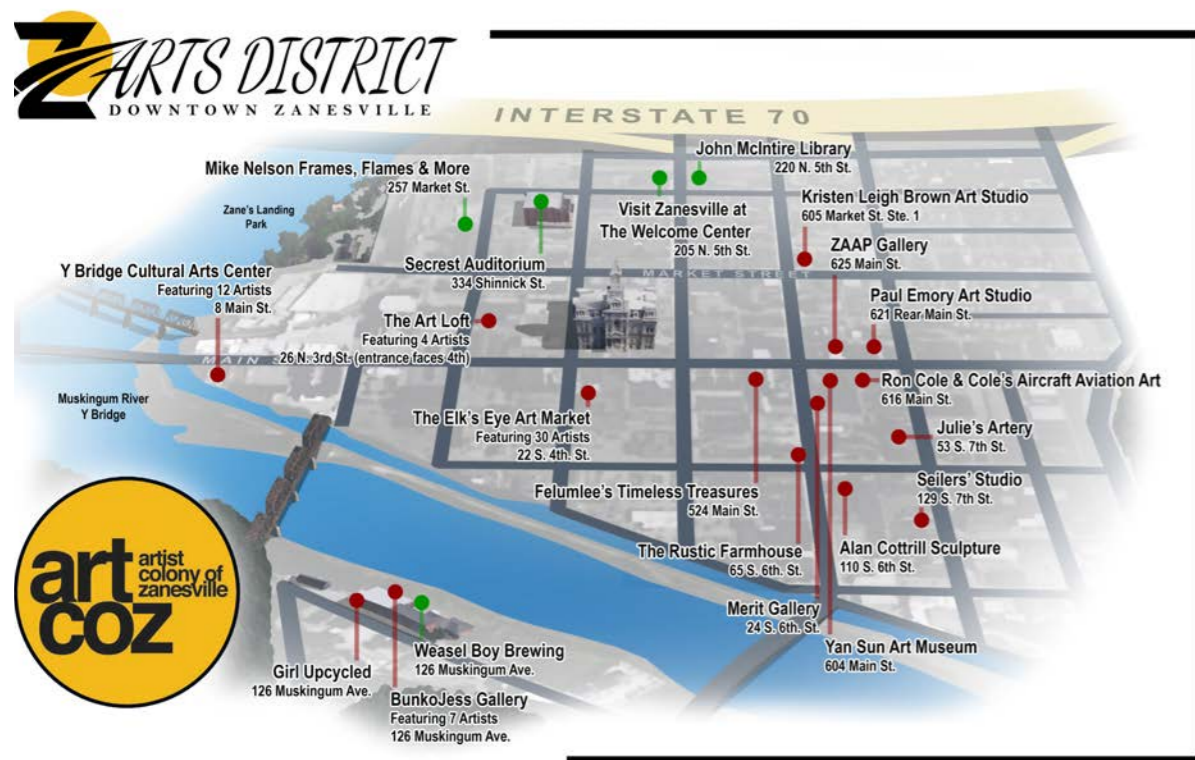 Z ARTS DISTRICT
DOWNTOWN ZANESVILLE
INTERSTATE 70
John McIntire Library
220 N. 5th St.
Mike Nelson Frames, Flames & More
257 Market St.
Kristen Leigh Brown Art Studio
605 Market St. Ste. 1
Zane's Landing
Park
Visit Zanesville at
The Welcome Center
205 N. 5th St.
ZAAP Gallery
625 Main St.
Secrest Auditorium
334 Shinnick St.
MARKET STREET
Y Bridge Cultural Arts Center
Featuring 12 Artists
8 Main St.
Paul Emory Art Studio
621 Rear Main St.
The Art Loft
Featuring 4 Artists
26 N. 3rd St. (entrance faces 4th)
MAIN S
Ron Cole & Cole's Aircraft Aviation Art
616 Main St.
Muskingum River
Y Bridge
The Elk's Eye Art Market
Featuring 30 Artists
22 S. 4th. St.
Julie's Artery
53 S. 7th St.
Felumlee's Timeless Treasures
524 Main St.
Seilers' Studio
129 S. 7th St.
The Rustic Farmhouse
65 S. 6th. St.
Alan Cottrill Sculpture
110 S. 6th St.
art artist
colony of
zanesville
coz
Merit Gallery
24 S. 6th. St.
Yan Sun Art Museum
604 Main St.
Weasel Boy Brewing
126 Muskingum Ave.
Girl Upcycled
126 Muskingum Ave.
BunkoJess Gallery
Featuring 7 Artists
126 Muskingum Ave.